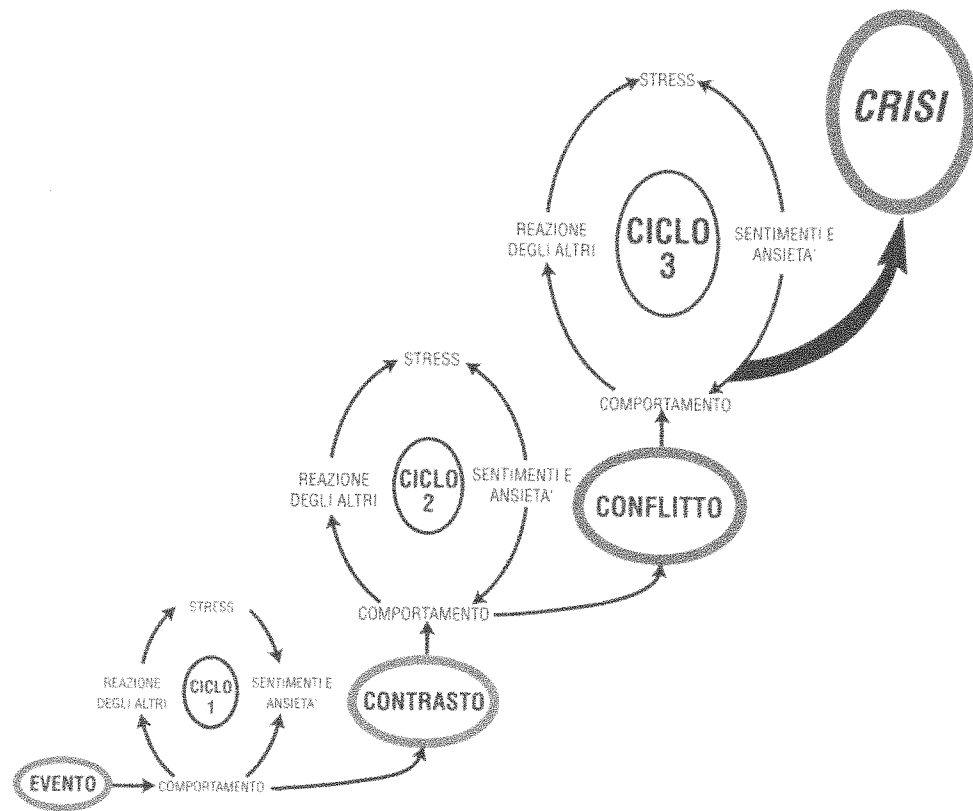 STRESS
CRISI
REAZIONE
DEGLI ALTRI
CICLO
3
SENTIMENTI E
ANSIETA'
COMPORTAMENTO
STRESS
REAZIONE
DEGLI ALTRI
CICLO
2
SENTIMENTI E
ANSIETA'
CONFLITTO
COMPORTAMENTO
STRESS
REAZIONE
DEGLI ALTRI
CICLO
1
SENTIMENTI E
ANSIETA'
CONTRASTO
EVENTO
COMPORTAMENTO